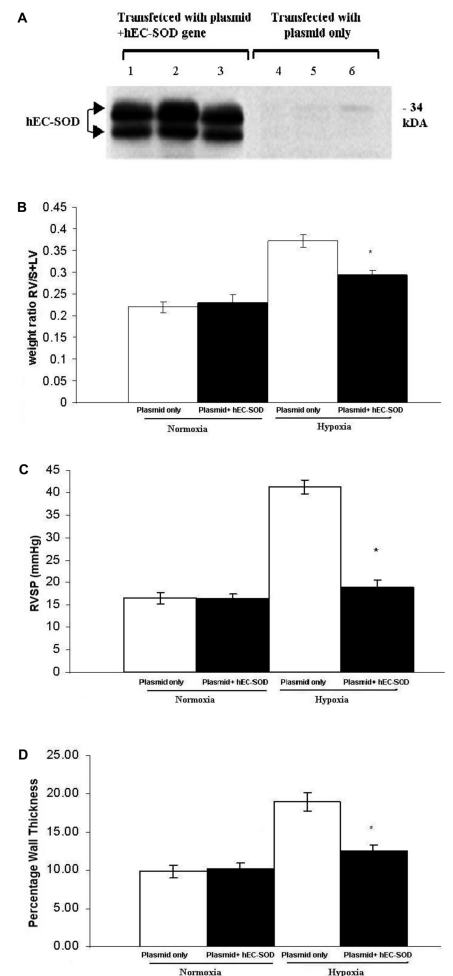 A
Transfetced with plasmid
+hEC-SOD gene
Transfected with
plasmid only
1 2 3 4 5 6
hEC-SOD
- 34
kDA
B
weight ratio RV/S+LV
0.45
0.4
0.35
0.3
0.25
0.2
0.15
0.1
0.05
0
*
Plasmid only Plasmid+ hEC-SOD Plasmid only Plasmid+ hEC-SOD
Normoxia Hypoxia
C
RVSP (mmHg)
45
40
35
30
25
20
15
10
5
0
*
Plasmid only Plasmid+ hEC-SOD Plasmid only Plasmid+ hEC-SOD
Normoxia Hypoxia
D
Percentage Wall Thickness
25.00
20.00
15.00
10.00
5.00
0.00
*
Plasmid only Plasmid+ hEC-SOD Plasmid only Plasmid+ hEC-SOD
Normoxia Hypoxia